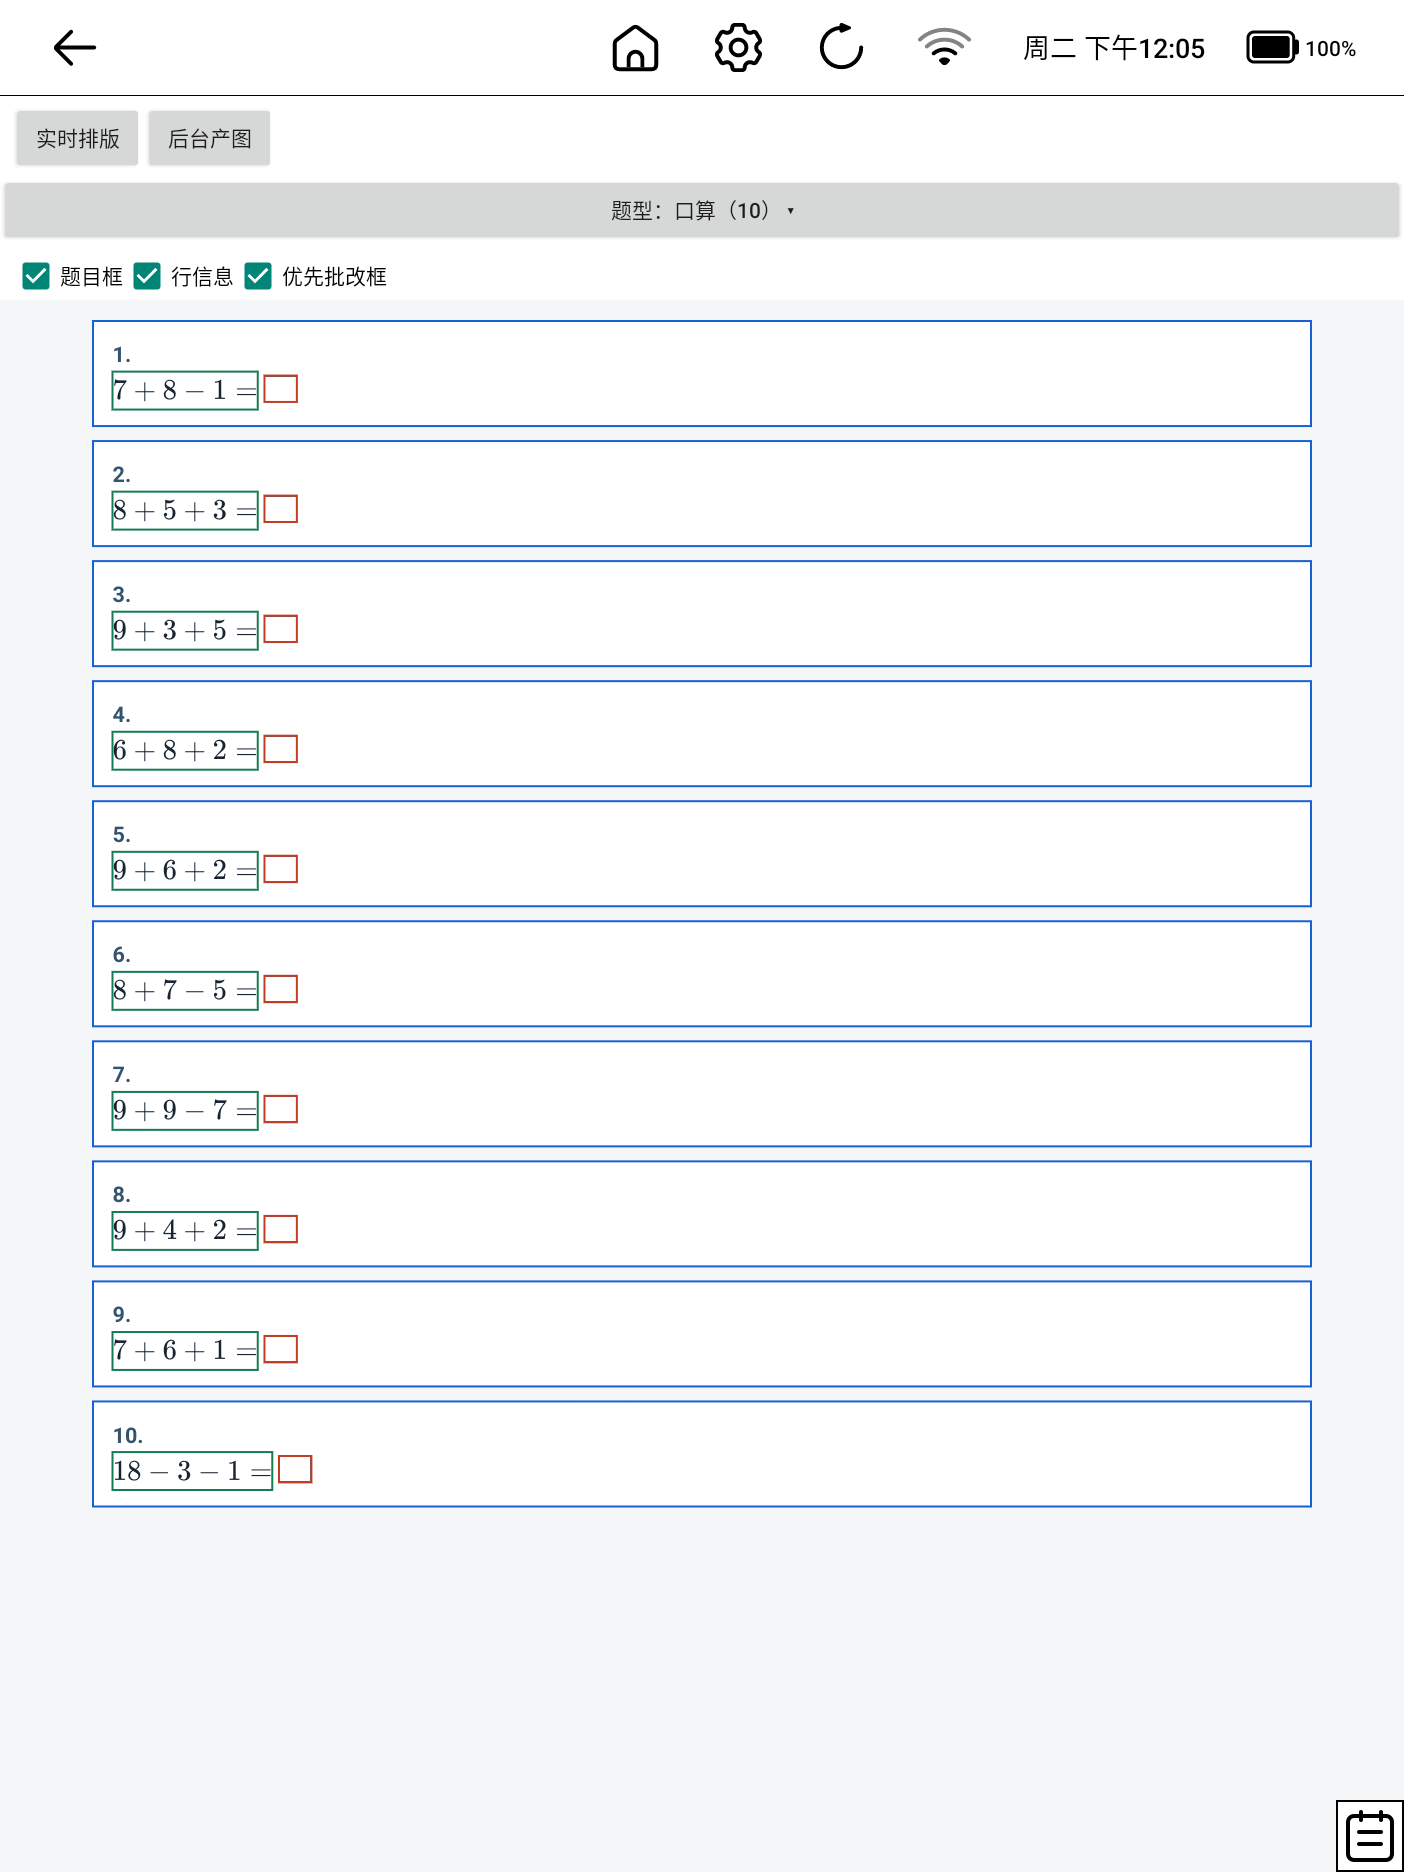 周二 下午12:05 100%
实时排版 后台产图
题型：口算（10） ▾
题目框 行信息 优先批改框
1.
7 + 8 − 1 =
2.
8 + 5 + 3 =
3.
9 + 3 + 5 =
4.
6 + 8 + 2 =
5.
9 + 6 + 2 =
6.
8 + 7 − 5 =
7.
9 + 9 − 7 =
8.
9 + 4 + 2 =
9.
7 + 6 + 1 =
10.
18 − 3 − 1 =